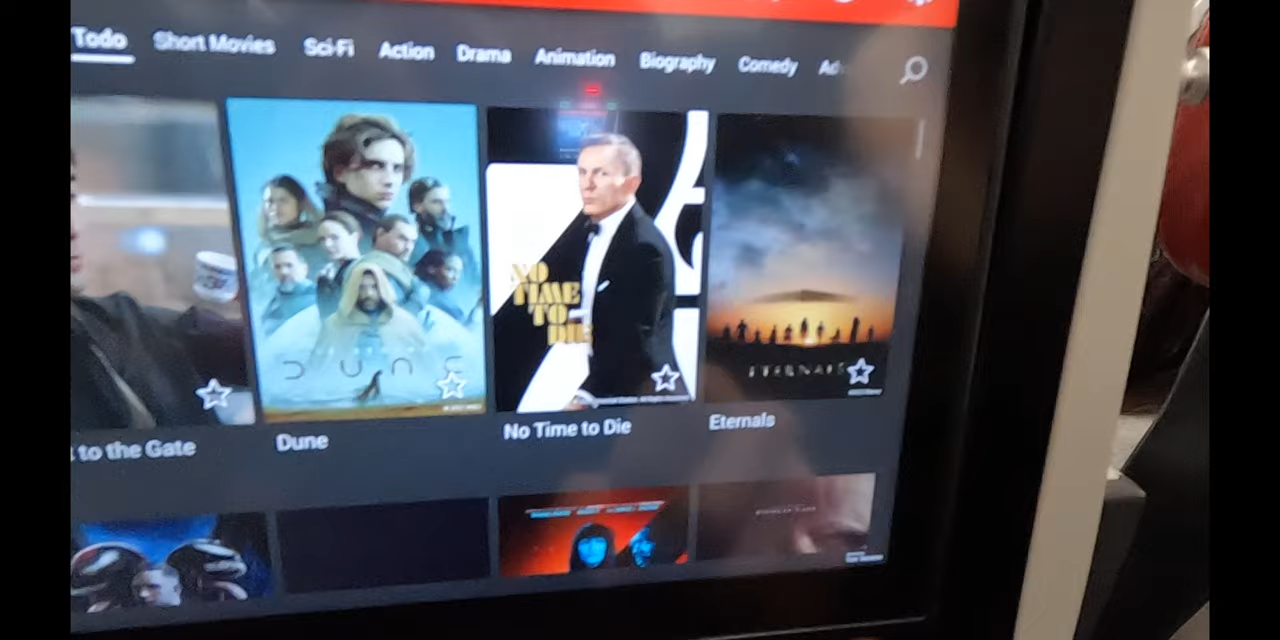 Todo Short Movies Sci-Fi Action Drama Animation Biography Comedy Ad
DUNE
NO
TIME
TO
DIE
ETERNALS
to the Gate
Dune
No Time to Die
Eternals